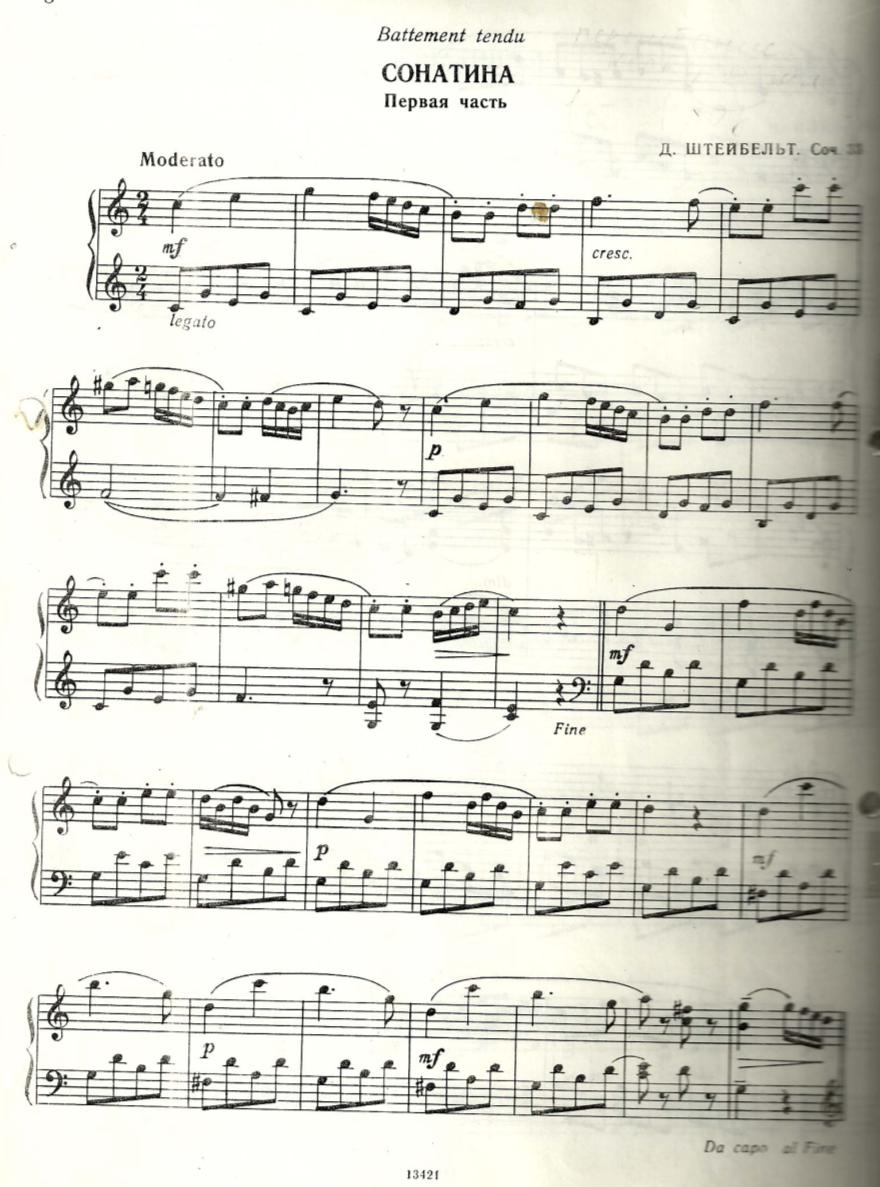 Battement tendu
СОНАТИНА
Первая часть
Moderato
Д. ШТЕЙБЕЛЬТ. Соч. 33
mf
cresc.
legato
p
mf
Fine
p
mf
p
mf
Da capo al Fine
13421